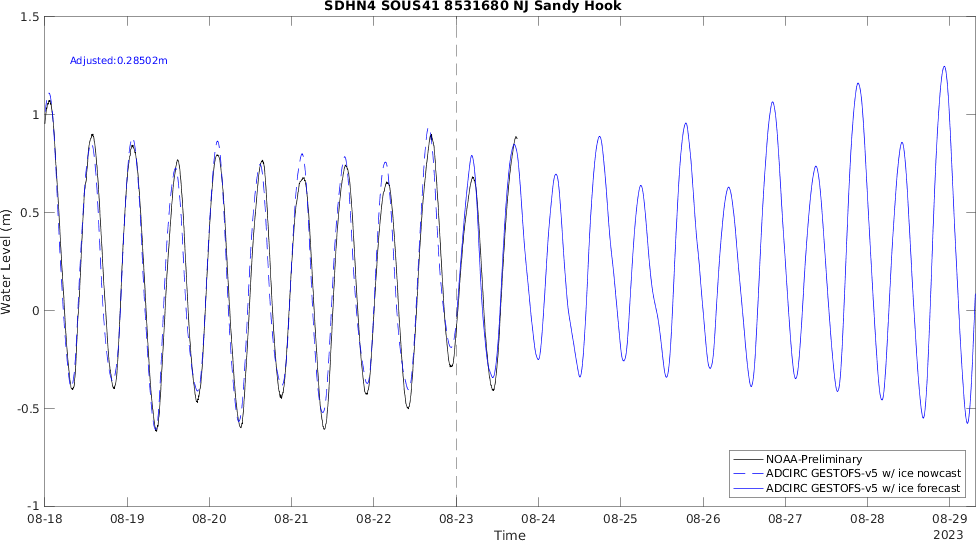 SDHN4 SOUS41 8531680 NJ Sandy Hook
1.5
Adjusted:0.28502m
1
0.5
0
-0.5
-1
Water Level (m)
NOAA-Preliminary
ADCIRC GESTOFS-v5 w/ ice nowcast
ADCIRC GESTOFS-v5 w/ ice forecast
08-18 08-19 08-20 08-21 08-22 08-23 08-24 08-25 08-26 08-27 08-28 08-29
Time 2023